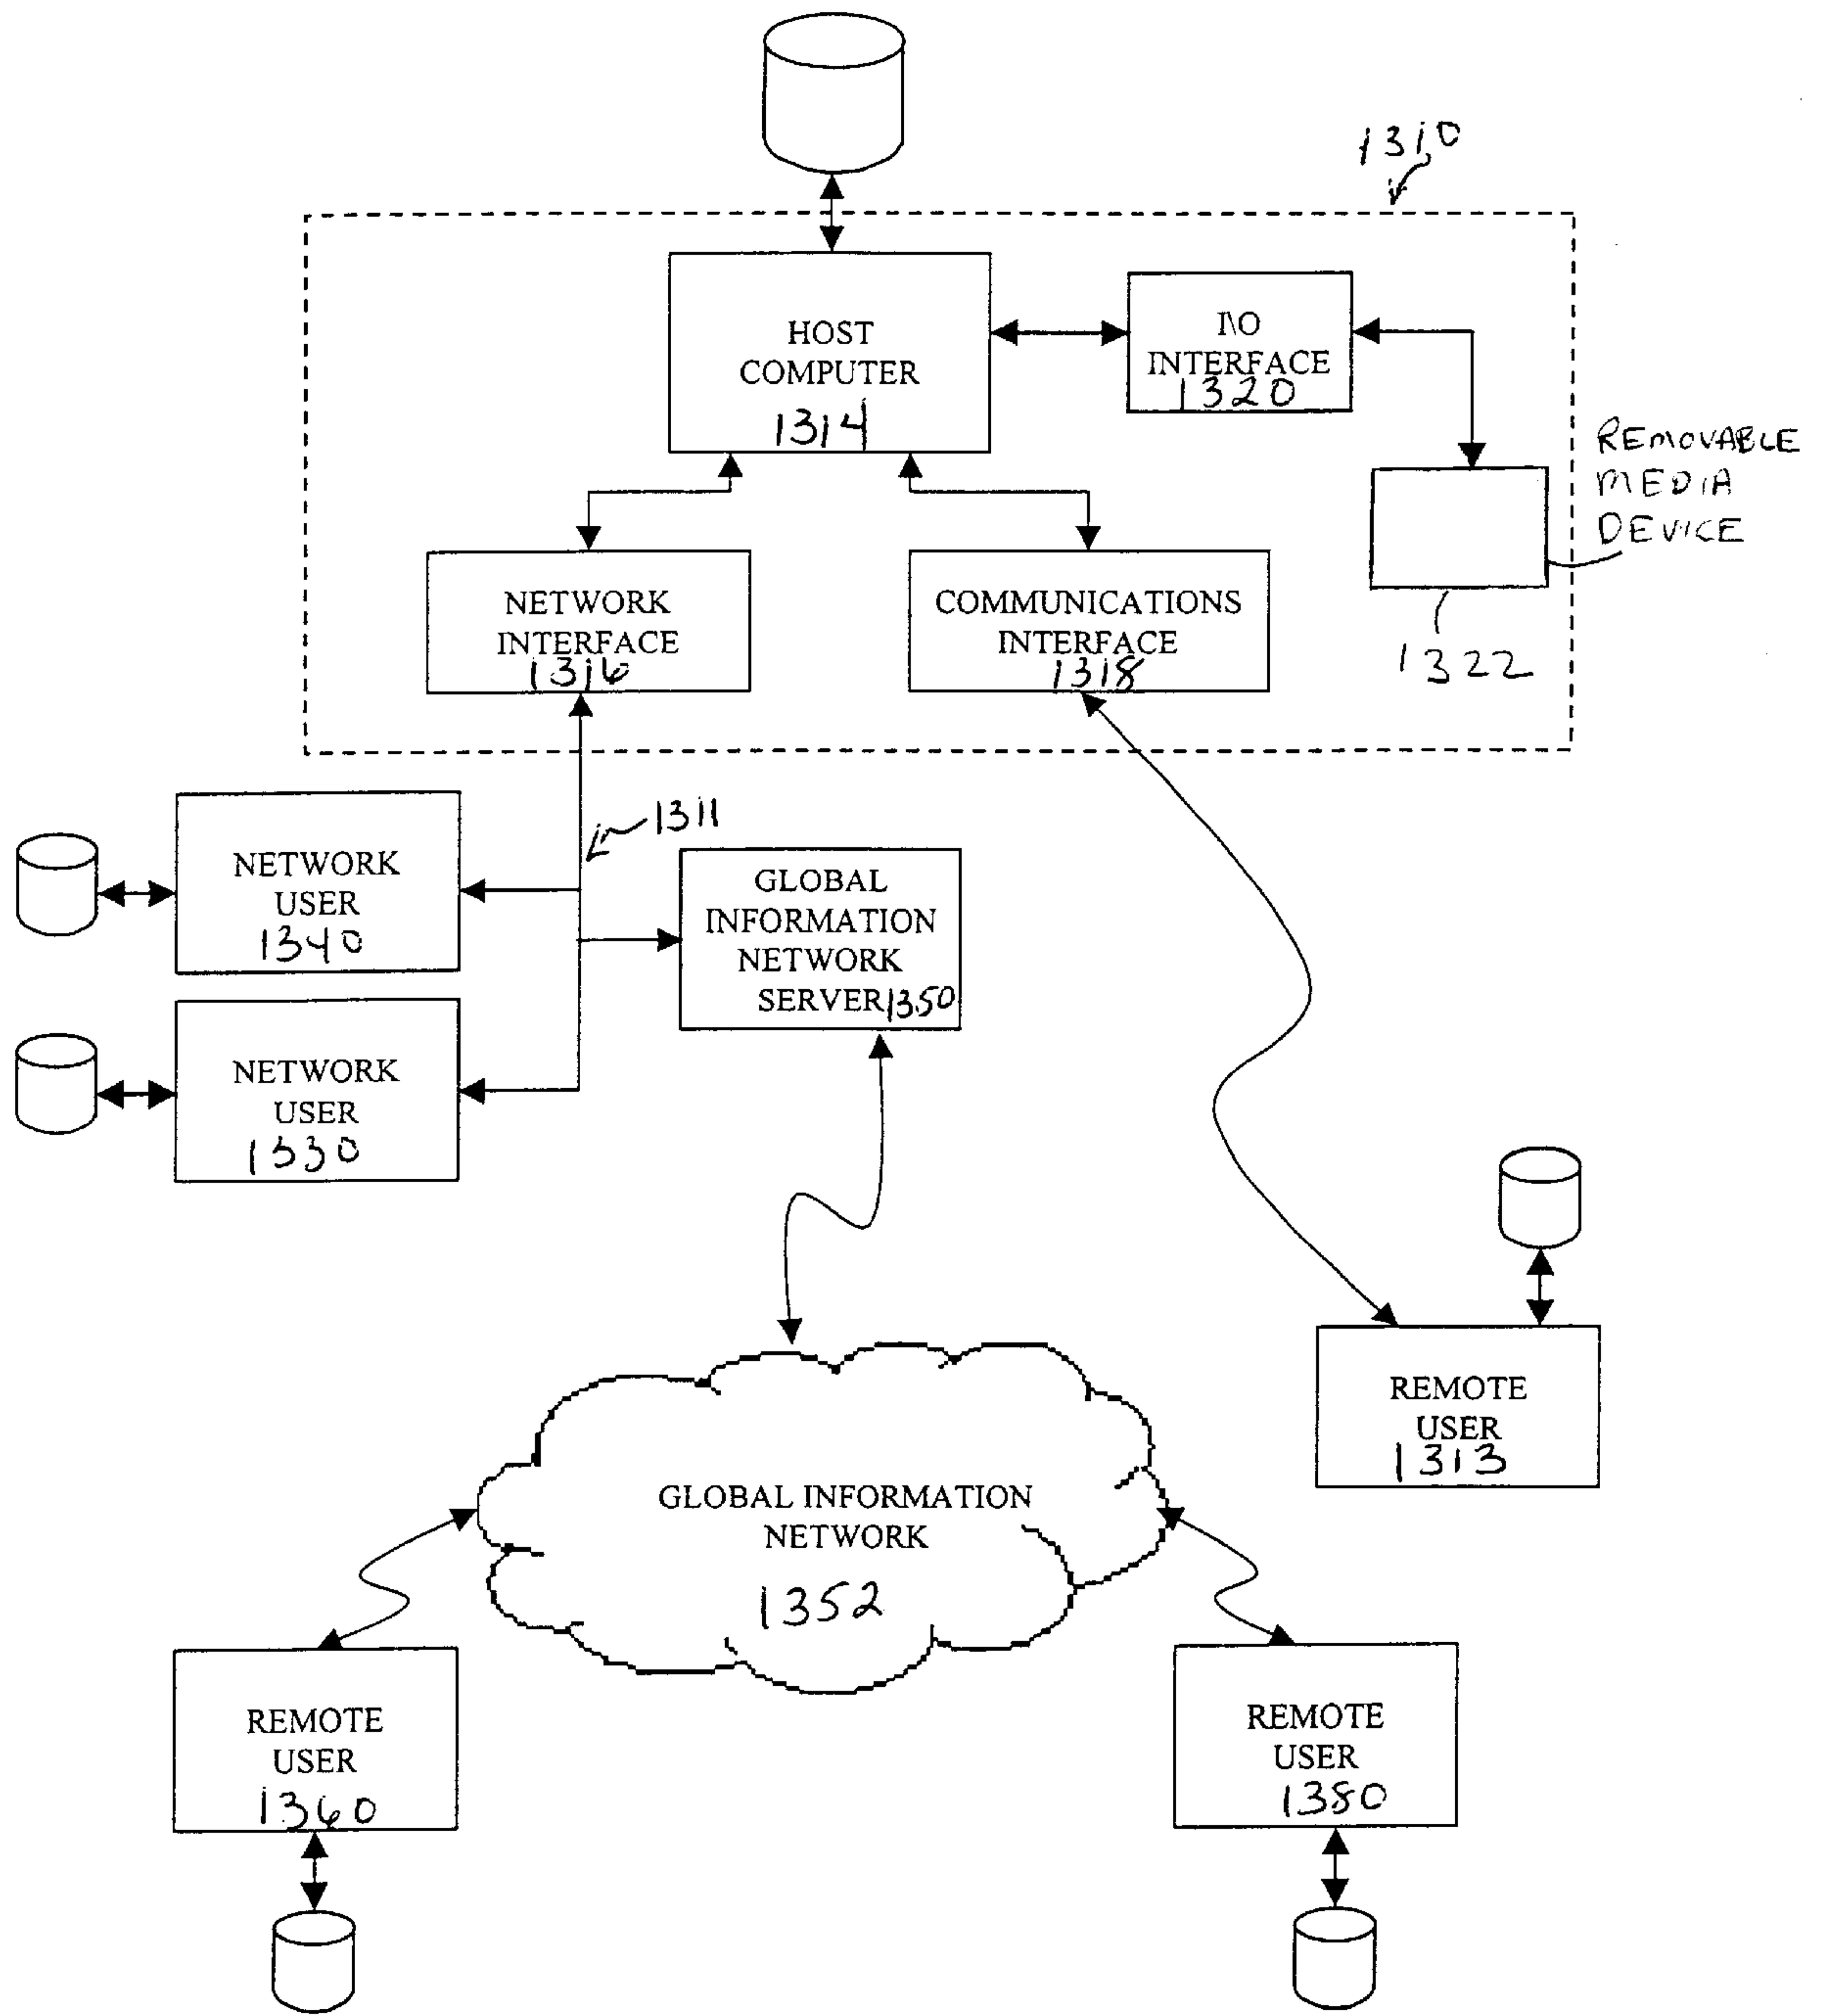 1310
HOST
COMPUTER
1314
I\O
INTERFACE
1320
REMOVABLE
MEDIA
DEVICE
1322
NETWORK
INTERFACE
1316
COMMUNICATIONS
INTERFACE
1318
1311
NETWORK
USER
1340
GLOBAL
INFORMATION
NETWORK
SERVER 1350
NETWORK
USER
1330
REMOTE
USER
1313
GLOBAL INFORMATION
NETWORK
1352
REMOTE
USER
1360
REMOTE
USER
1380